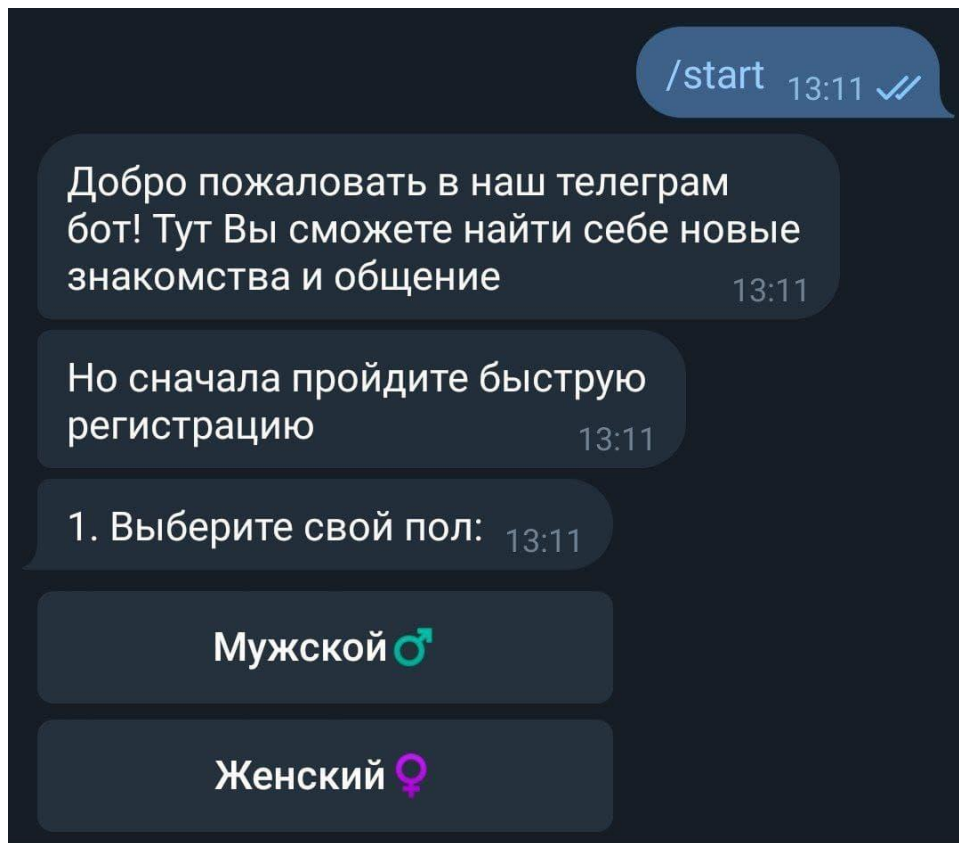 /start 13:11
Добро пожаловать в наш телеграм
бот! Тут Вы сможете найти себе новые
знакомства и общение 13:11
Но сначала пройдите быструю
регистрацию 13:11
1. Выберите свой пол: 13:11
Мужской♂
Женский♀